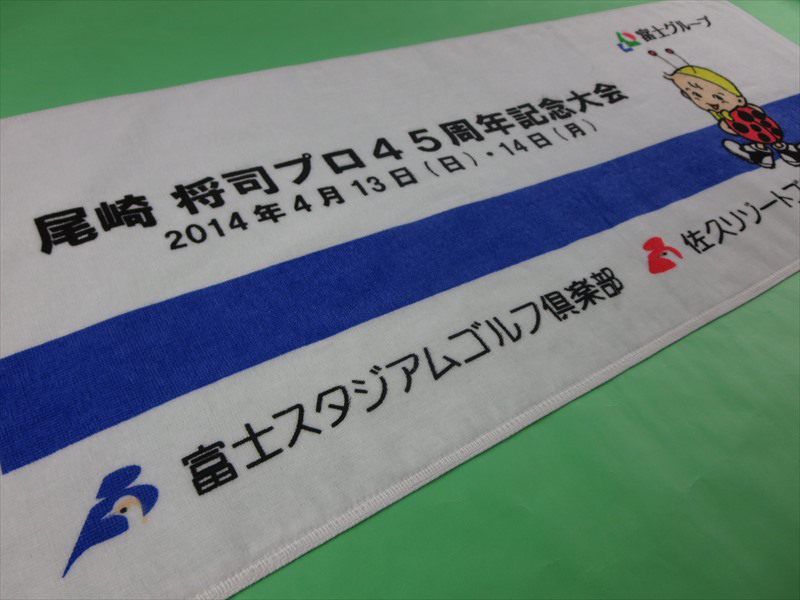 富士グループ
尾崎 将司プロ４５周年記念大会
2014年4月13日(日)・14日(月)
佐久リゾート
富士スタジアムゴルフ倶楽部